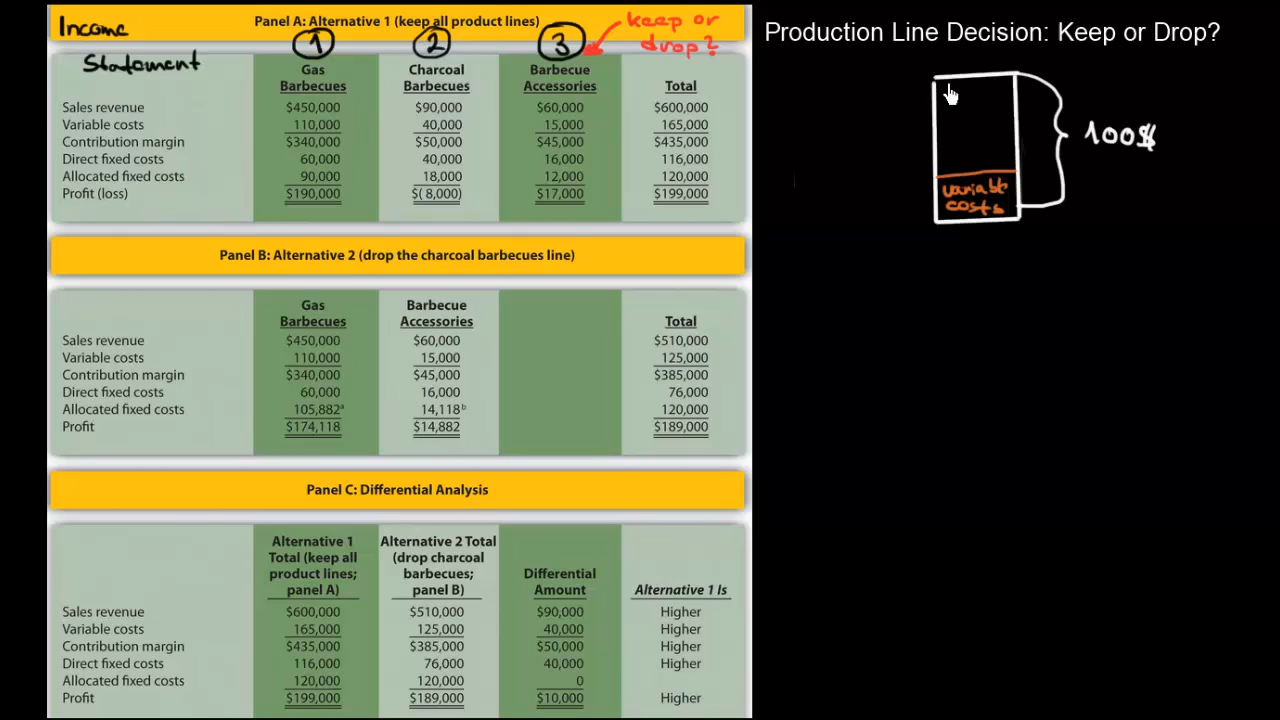 Panel A: Alternative 1 (keep all product lines)
Income
Statement
1 2 3
keep or
drop?
Production Line Decision: Keep or Drop?
Gas Charcoal Barbecue
Barbecues Barbecues Accessories Total
Sales revenue $450,000 $90,000 $60,000 $600,000
Variable costs 110,000 40,000 15,000 165,000
Contribution margin $340,000 $50,000 $45,000 $435,000
Direct fixed costs 60,000 40,000 16,000 116,000
Allocated fixed costs 90,000 18,000 12,000 120,000
Profit (loss) $190,000 $( 8,000) $17,000 $199,000
100$
variable
costs
Panel B: Alternative 2 (drop the charcoal barbecues line)
Gas Barbecue
Barbecues Accessories Total
Sales revenue $450,000 $60,000 $510,000
Variable costs 110,000 15,000 125,000
Contribution margin $340,000 $45,000 $385,000
Direct fixed costs 60,000 16,000 76,000
Allocated fixed costs 105,882a 14,118b 120,000
Profit $174,118 $14,882 $189,000
Panel C: Differential Analysis
Alternative 1 Alternative 2 Total
Total (keep all (drop charcoal
product lines; barbecues; Differential
panel A) panel B) Amount Alternative 1 Is
Sales revenue $600,000 $510,000 $90,000 Higher
Variable costs 165,000 125,000 40,000 Higher
Contribution margin $435,000 $385,000 $50,000 Higher
Direct fixed costs 116,000 76,000 40,000 Higher
Allocated fixed costs 120,000 120,000 0
Profit $199,000 $189,000 $10,000 Higher